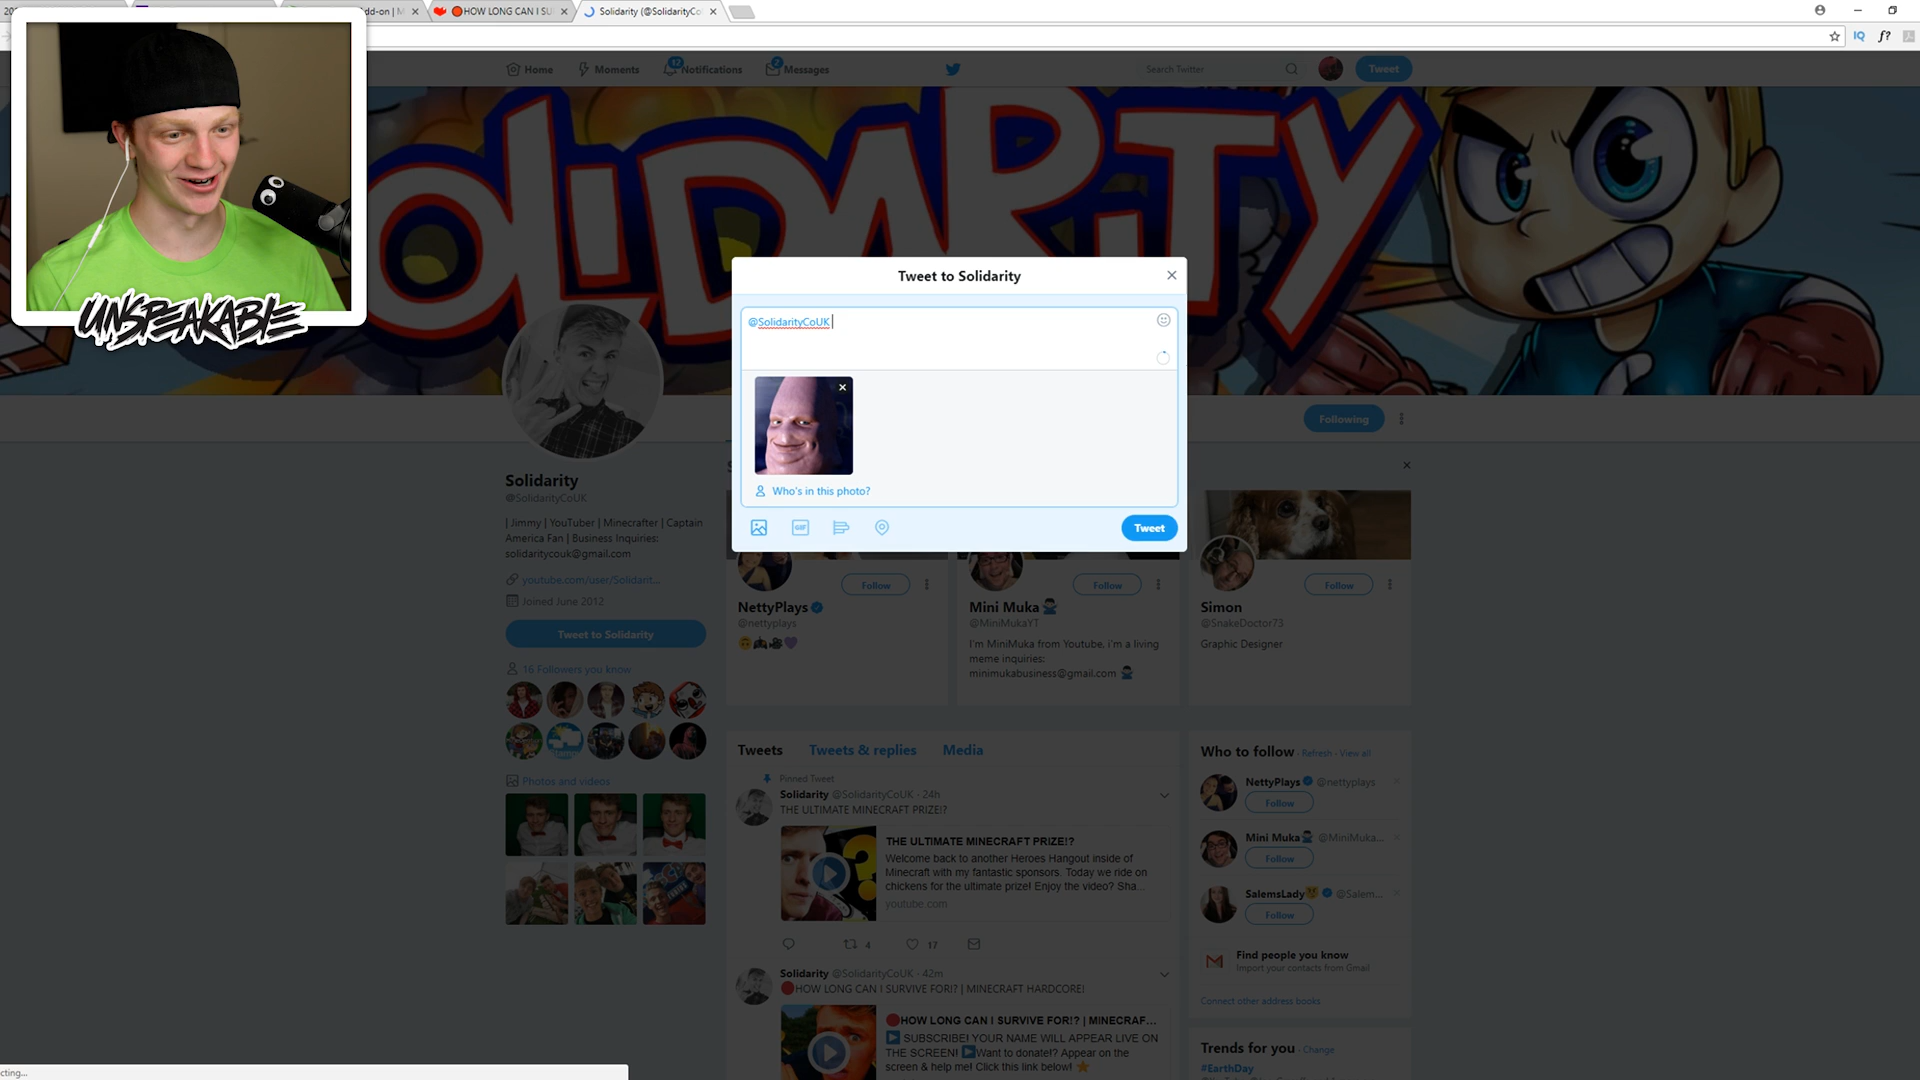 dd-on | M
HOW LONG CAN I SU
Solidarity (@SolidarityCo
IQ
f?
Home
Moments
12
Notifications
2
Messages
Search Twitter
Tweet
SOLIDARITY
UNSPEAKABLE
Tweet to Solidarity
@SolidarityCoUK
Who's in this photo?
GIF
Tweet
Following
Solidarity
@SolidarityCoUK
| Jimmy | YouTuber | Minecrafter | Captain
America Fan | Business Inquiries:
solidaritycouk@gmail.com
youtube.com/user/Solidarit...
Joined June 2012
Tweet to Solidarity
16 Followers you know
Photos and videos
Follow
NettyPlays
@nettyplays
Follow
Mini Muka
@MiniMukaYT
I'm MiniMuka from Youtube, i'm a living
meme inquiries:
minimukabusiness@gmail.com
Follow
Simon
@SnakeDoctor73
Graphic Designer
Tweets Tweets & replies Media
Pinned Tweet
Solidarity @SolidarityCoUK · 24h
THE ULTIMATE MINECRAFT PRIZE!?
THE ULTIMATE MINECRAFT PRIZE!?
Welcome back to another Heroes Hangout inside of
Minecraft with my fantastic sponsors. Today we ride on
chickens for the ultimate prize! Enjoy the video? Sha...
youtube.com
4
17
Solidarity @SolidarityCoUK · 42m
HOW LONG CAN I SURVIVE FOR!? | MINECRAFT HARDCORE!
HOW LONG CAN I SURVIVE FOR!? | MINECRAF...
SUBSCRIBE! YOUR NAME WILL APPEAR LIVE ON
THE SCREEN! Want to donate!? Appear on the
screen & help me! Click this link below!
Who to follow · Refresh · View all
NettyPlays @nettyplays
Follow
Mini Muka @MiniMuka...
Follow
SalemsLady @Salem...
Follow
Find people you know
Import your contacts from Gmail
Connect other address books
Trends for you · Change
#EarthDay
cting...